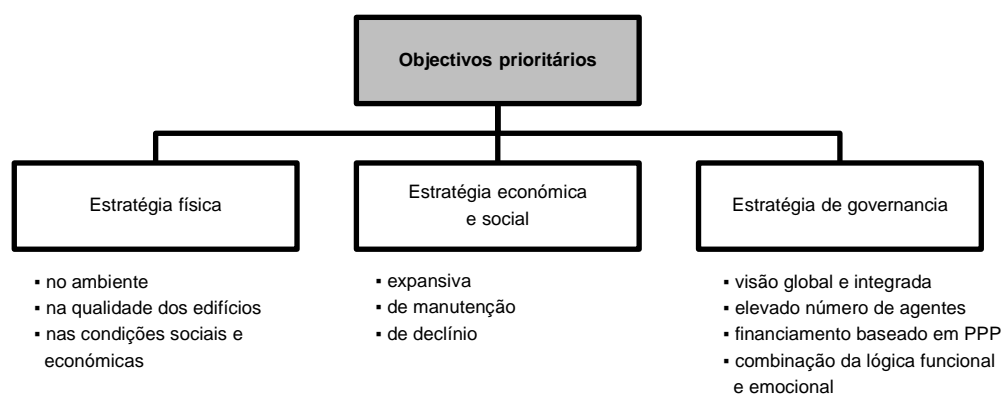 Objectivos prioritários
Estratégia física
▪ no ambiente
▪ na qualidade dos edifícios
▪ nas condições sociais e
económicas
Estratégia económica
e social
▪ expansiva
▪ de manutenção
▪ de declínio
Estratégia de governancia
▪ visão global e integrada
▪ elevado número de agentes
▪ financiamento baseado em PPP
▪ combinação da lógica funcional
e emocional